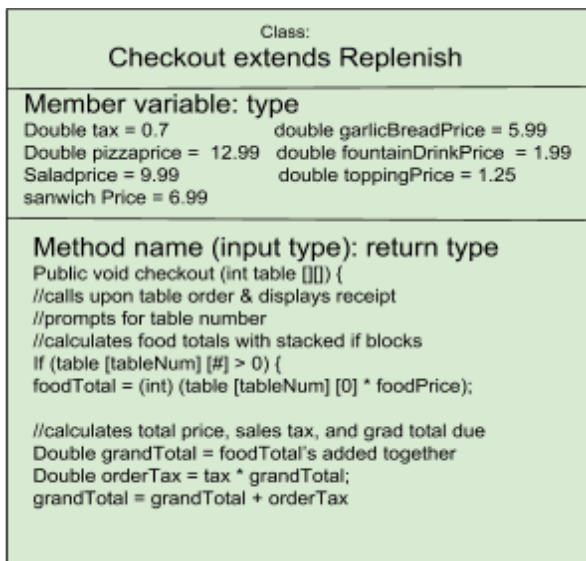 Class:
Checkout extends Replenish
Member variable: type
Double tax = 0.7 double garlicBreadPrice = 5.99
Double pizzaprice = 12.99 double fountainDrinkPrice = 1.99
Saladprice = 9.99 double toppingPrice = 1.25
sanwich Price = 6.99
Method name (input type): return type
Public void checkout (int table [][]) {
//calls upon table order & displays receipt
//prompts for table number
//calculates food totals with stacked if blocks
If (table [tableNum] [#] > 0) {
foodTotal = (int) (table [tableNum] [0] * foodPrice);
//calculates total price, sales tax, and grad total due
Double grandTotal = foodTotal's added together
Double orderTax = tax * grandTotal;
grandTotal = grandTotal + orderTax